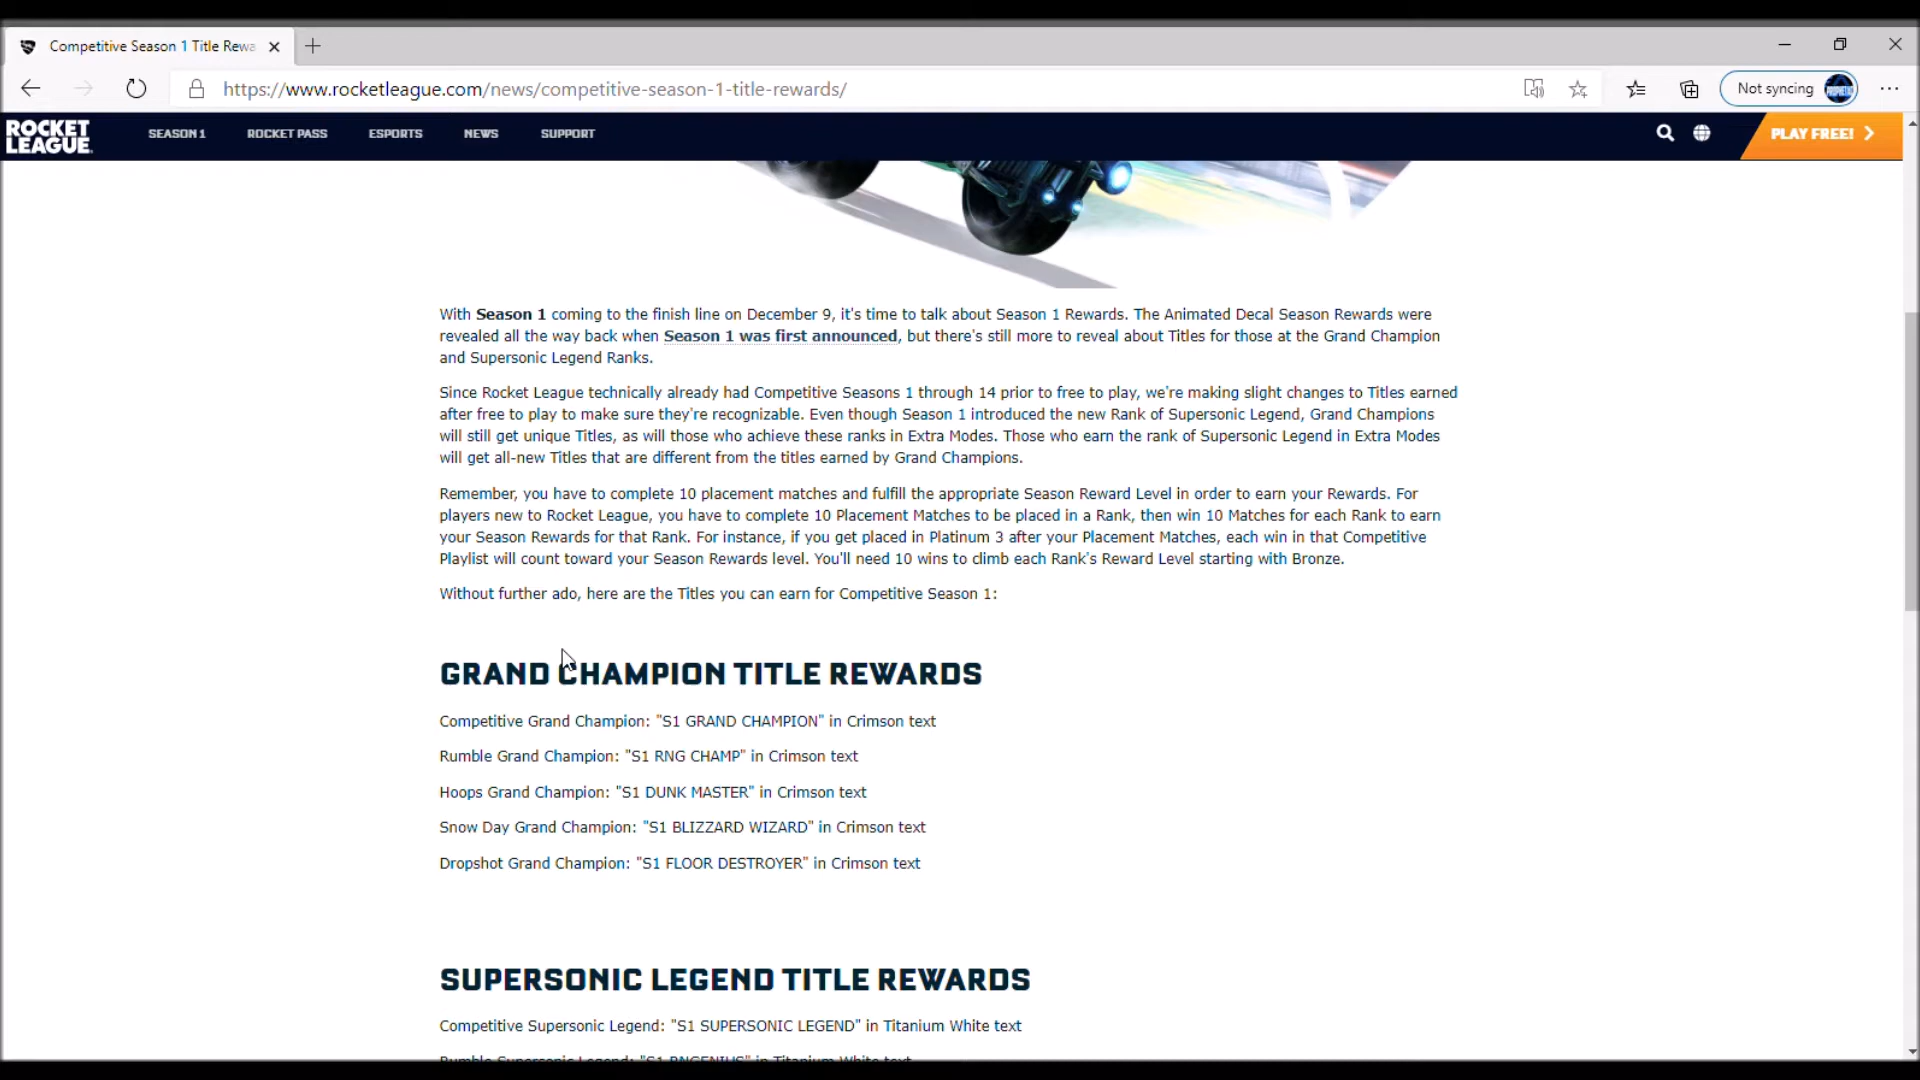 Competitive Season 1 Title Rewa
https://www.rocketleague.com/news/competitive-season-1-title-rewards/
Not syncing
ROCKET
LEAGUE
SEASON 1
ROCKET PASS
ESPORTS
NEWS
SUPPORT
PLAY FREE!
With Season 1 coming to the finish line on December 9, it's time to talk about Season 1 Rewards. The Animated Decal Season Rewards were
revealed all the way back when Season 1 was first announced, but there's still more to reveal about Titles for those at the Grand Champion
and Supersonic Legend Ranks.
Since Rocket League technically already had Competitive Seasons 1 through 14 prior to free to play, we're making slight changes to Titles earned
after free to play to make sure they're recognizable. Even though Season 1 introduced the new Rank of Supersonic Legend, Grand Champions
will still get unique Titles, as will those who achieve these ranks in Extra Modes. Those who earn the rank of Supersonic Legend in Extra Modes
will get all-new Titles that are different from the titles earned by Grand Champions.
Remember, you have to complete 10 placement matches and fulfill the appropriate Season Reward Level in order to earn your Rewards. For
players new to Rocket League, you have to complete 10 Placement Matches to be placed in a Rank, then win 10 Matches for each Rank to earn
your Season Rewards for that Rank. For instance, if you get placed in Platinum 3 after your Placement Matches, each win in that Competitive
Playlist will count toward your Season Rewards level. You'll need 10 wins to climb each Rank's Reward Level starting with Bronze.
Without further ado, here are the Titles you can earn for Competitive Season 1:
GRAND CHAMPION TITLE REWARDS
Competitive Grand Champion: "S1 GRAND CHAMPION" in Crimson text
Rumble Grand Champion: "S1 RNG CHAMP" in Crimson text
Hoops Grand Champion: "S1 DUNK MASTER" in Crimson text
Snow Day Grand Champion: "S1 BLIZZARD WIZARD" in Crimson text
Dropshot Grand Champion: "S1 FLOOR DESTROYER" in Crimson text
SUPERSONIC LEGEND TITLE REWARDS
Competitive Supersonic Legend: "S1 SUPERSONIC LEGEND" in Titanium White text
Rumble Supersonic Legend: "S1 RNGENIUS" in Titanium White text